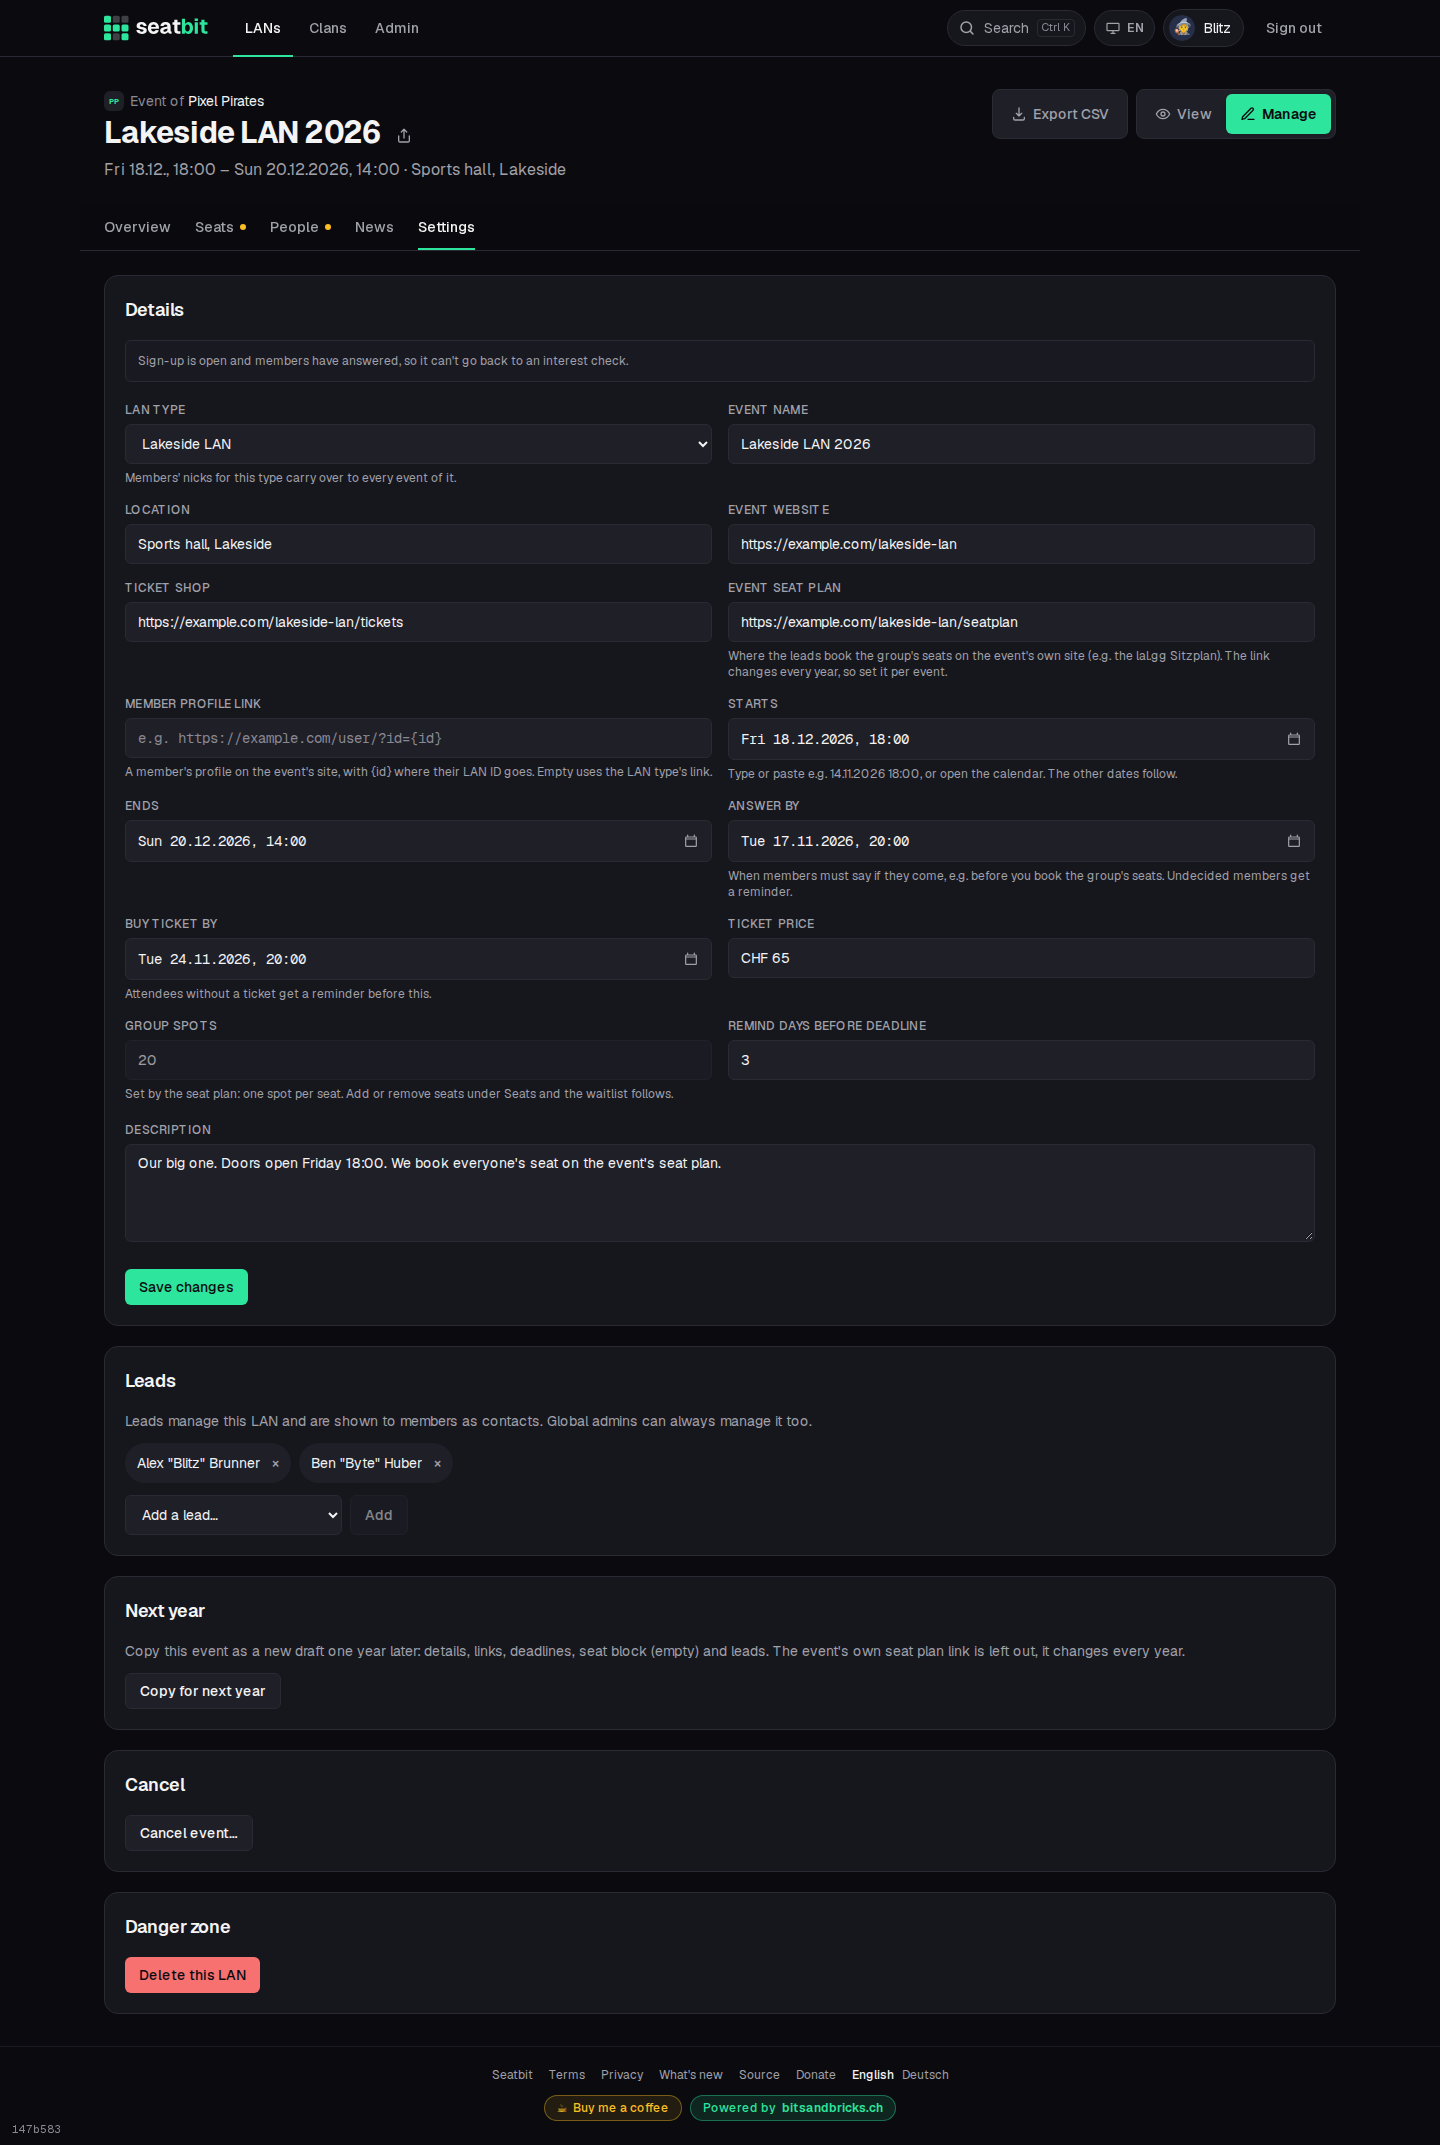 seatbit
LANs
Clans
Admin
Search
Ctrl K
EN
Blitz
Sign out
PP
Event of Pixel Pirates
Lakeside LAN 2026
Fri 18.12., 18:00 – Sun 20.12.2026, 14:00 · Sports hall, Lakeside
Export CSV
View
Manage
Overview
Seats
People
News
Settings
Details
Sign-up is open and members have answered, so it can't go back to an interest check.
LAN TYPE
Lakeside LAN
Members' nicks for this type carry over to every event of it.
EVENT NAME
Lakeside LAN 2026
LOCATION
Sports hall, Lakeside
EVENT WEBSITE
https://example.com/lakeside-lan
TICKET SHOP
https://example.com/lakeside-lan/tickets
EVENT SEAT PLAN
https://example.com/lakeside-lan/seatplan
Where the leads book the group's seats on the event's own site (e.g. the lal.gg Sitzplan). The link
changes every year, so set it per event.
MEMBER PROFILE LINK
e.g. https://example.com/user/?id={id}
A member's profile on the event's site, with {id} where their LAN ID goes. Empty uses the LAN type's link.
STARTS
Fri 18.12.2026, 18:00
Type or paste e.g. 14.11.2026 18:00, or open the calendar. The other dates follow.
ENDS
Sun 20.12.2026, 14:00
ANSWER BY
Tue 17.11.2026, 20:00
When members must say if they come, e.g. before you book the group's seats. Undecided members get
a reminder.
BUY TICKET BY
Tue 24.11.2026, 20:00
Attendees without a ticket get a reminder before this.
TICKET PRICE
CHF 65
GROUP SPOTS
20
Set by the seat plan: one spot per seat. Add or remove seats under Seats and the waitlist follows.
REMIND DAYS BEFORE DEADLINE
3
DESCRIPTION
Our big one. Doors open Friday 18:00. We book everyone's seat on the event's seat plan.
Save changes
Leads
Leads manage this LAN and are shown to members as contacts. Global admins can always manage it too.
Alex "Blitz" Brunner ×
Ben "Byte" Huber ×
Add a lead…
Add
Next year
Copy this event as a new draft one year later: details, links, deadlines, seat block (empty) and leads. The event's own seat plan link is left out, it changes every year.
Copy for next year
Cancel
Cancel event…
Danger zone
Delete this LAN
Seatbit
Terms
Privacy
What's new
Source
Donate
English
Deutsch
Buy me a coffee
Powered by bitsandbricks.ch
147b583